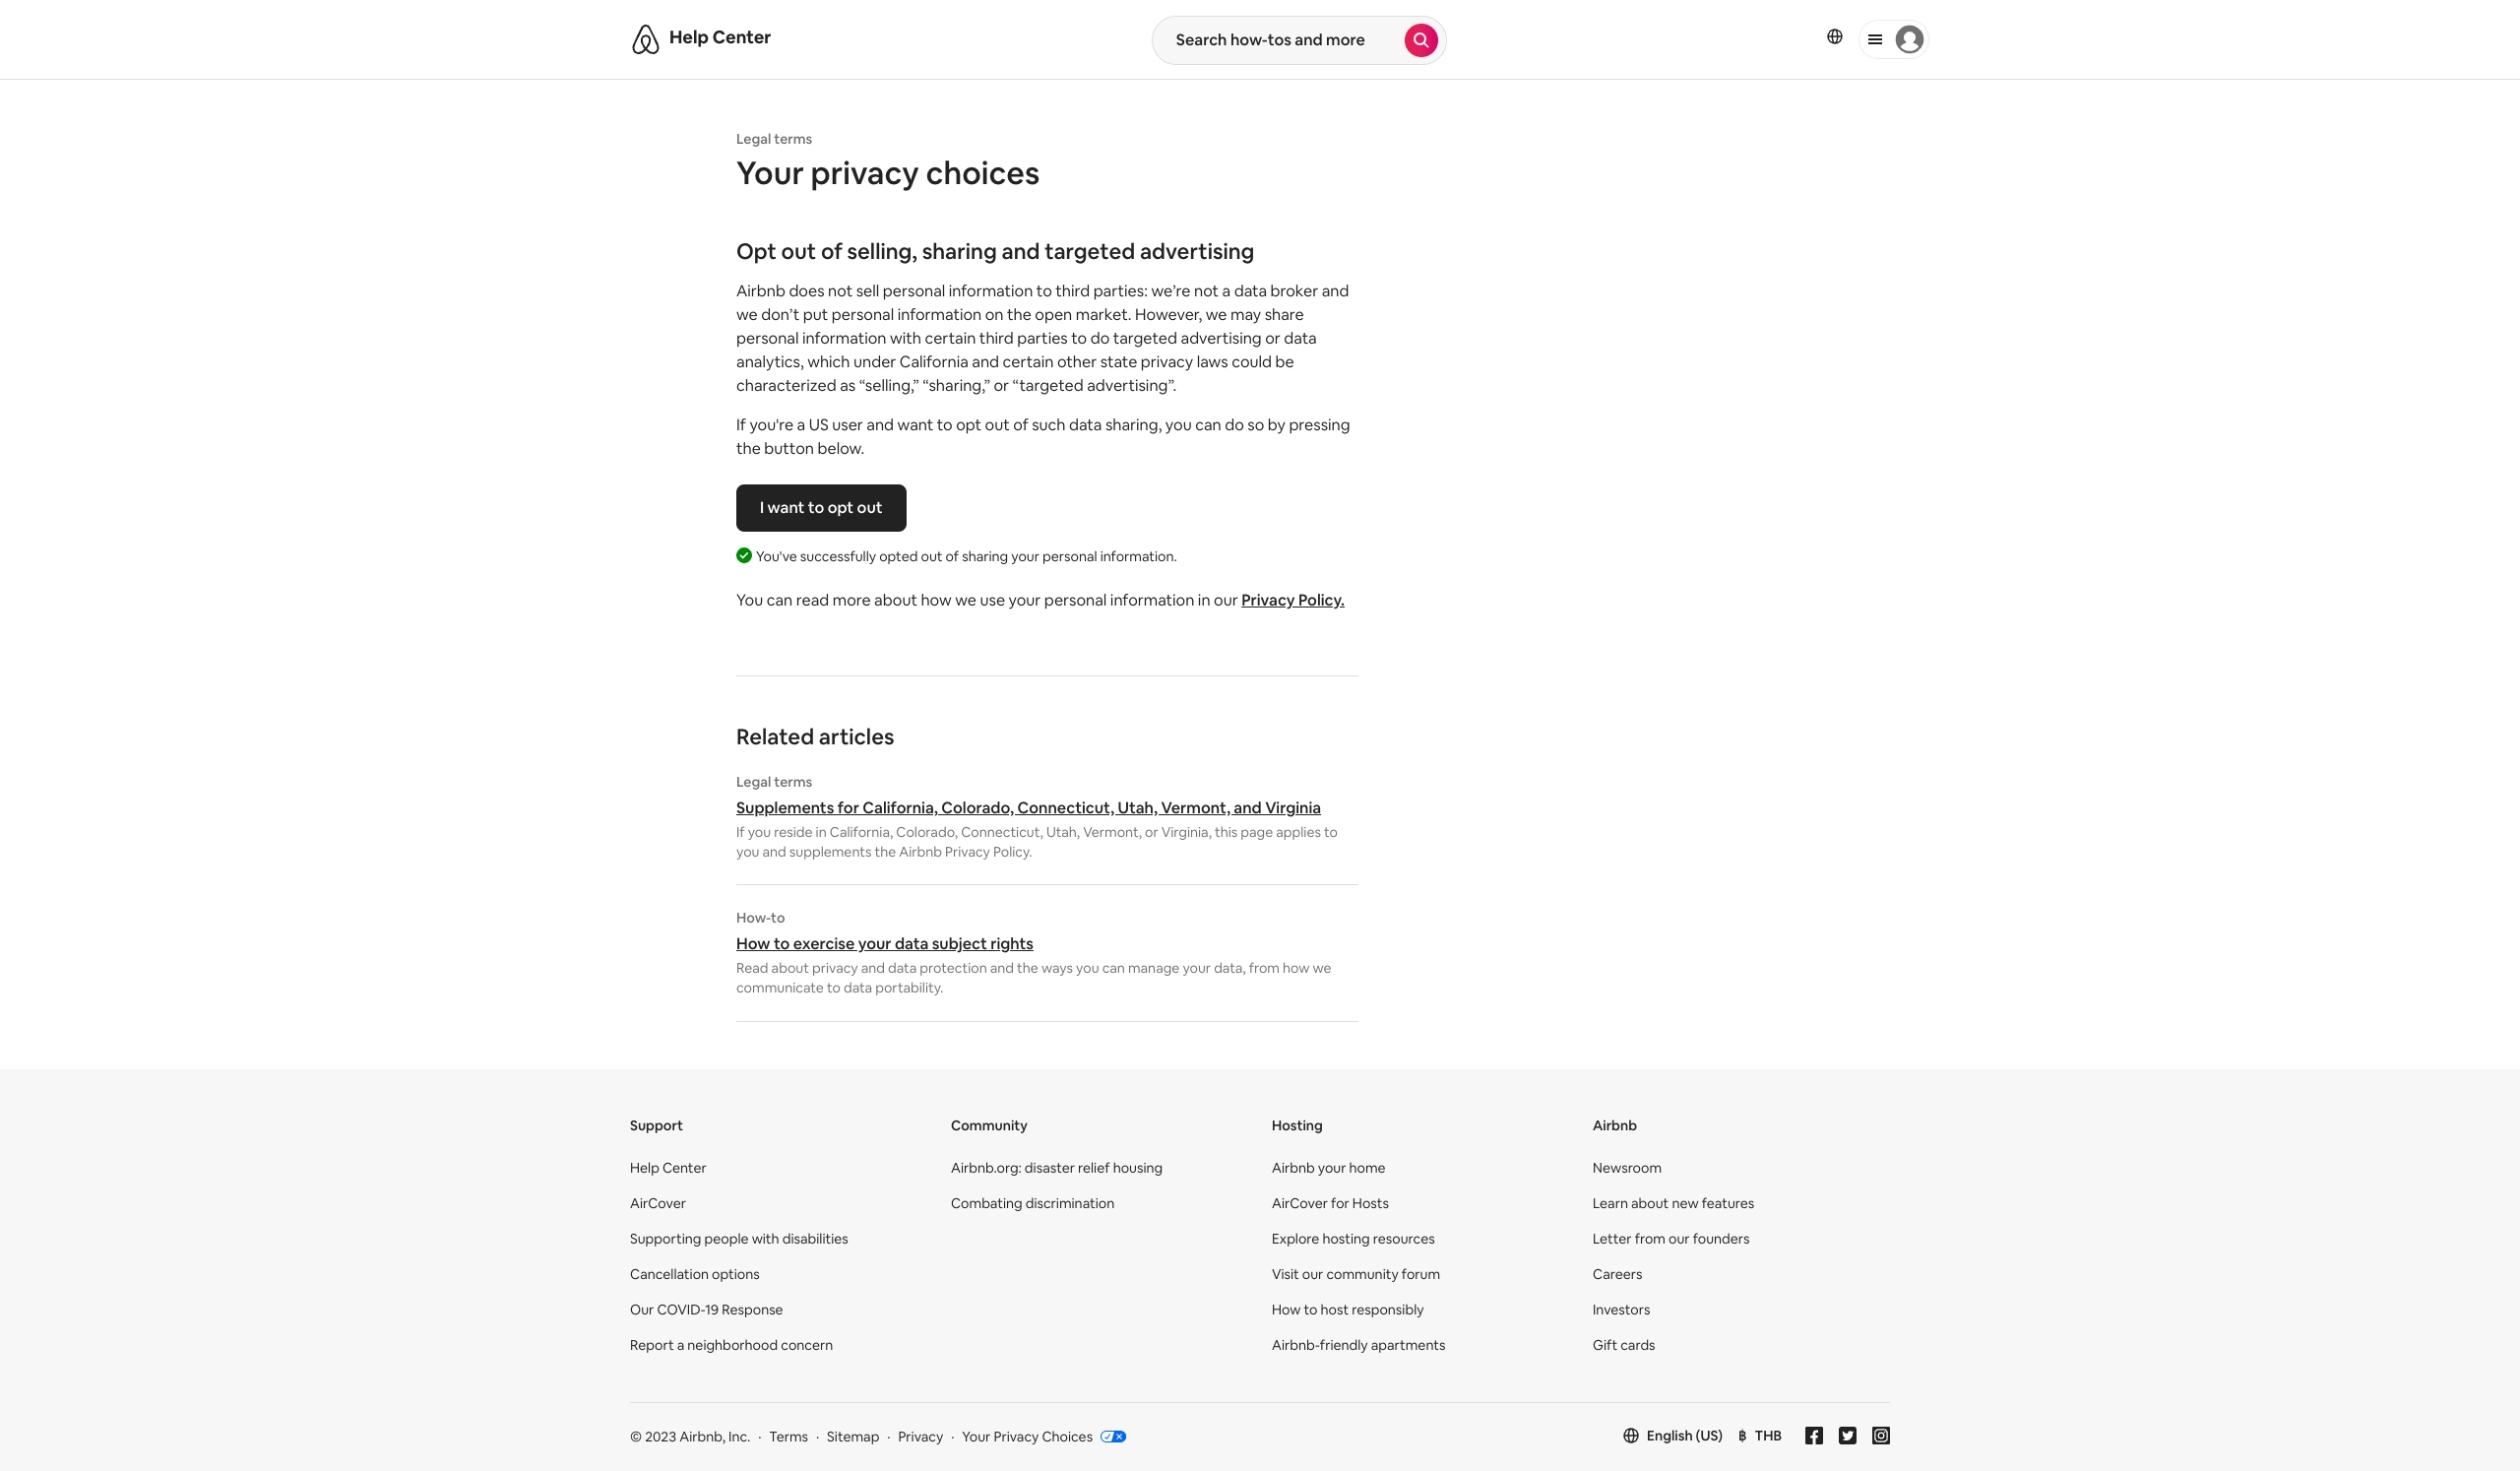 Help Center
Search how-tos and more
Legal terms
Your privacy choices
Opt out of selling, sharing and targeted advertising
Airbnb does not sell personal information to third parties: we’re not a data broker and
we don’t put personal information on the open market. However, we may share
personal information with certain third parties to do targeted advertising or data
analytics, which under California and certain other state privacy laws could be
characterized as “selling,” “sharing,” or “targeted advertising”.
If you're a US user and want to opt out of such data sharing, you can do so by pressing
the button below.
I want to opt out
You've successfully opted out of sharing your personal information.
You can read more about how we use your personal information in our Privacy Policy.
Related articles
Legal terms
Supplements for California, Colorado, Connecticut, Utah, Vermont, and Virginia
If you reside in California, Colorado, Connecticut, Utah, Vermont, or Virginia, this page applies to
you and supplements the Airbnb Privacy Policy.
How-to
How to exercise your data subject rights
Read about privacy and data protection and the ways you can manage your data, from how we
communicate to data portability.
Support
Help Center
AirCover
Supporting people with disabilities
Cancellation options
Our COVID-19 Response
Report a neighborhood concern
Community
Airbnb.org: disaster relief housing
Combating discrimination
Hosting
Airbnb your home
AirCover for Hosts
Explore hosting resources
Visit our community forum
How to host responsibly
Airbnb-friendly apartments
Airbnb
Newsroom
Learn about new features
Letter from our founders
Careers
Investors
Gift cards
© 2023 Airbnb, Inc. · Terms · Sitemap · Privacy · Your Privacy Choices
English (US) ฿ THB